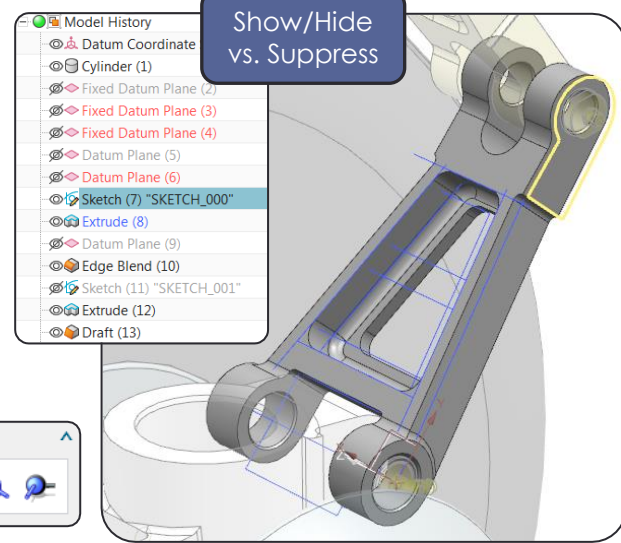 Show/Hide
vs. Suppress
Model History
Datum Coordinate
Cylinder (1)
Fixed Datum Plane (2)
Fixed Datum Plane (3)
Fixed Datum Plane (4)
Datum Plane (5)
Datum Plane (6)
Sketch (7) "SKETCH_000"
Extrude (8)
Datum Plane (9)
Edge Blend (10)
Sketch (11) "SKETCH_001"
Extrude (12)
Draft (13)